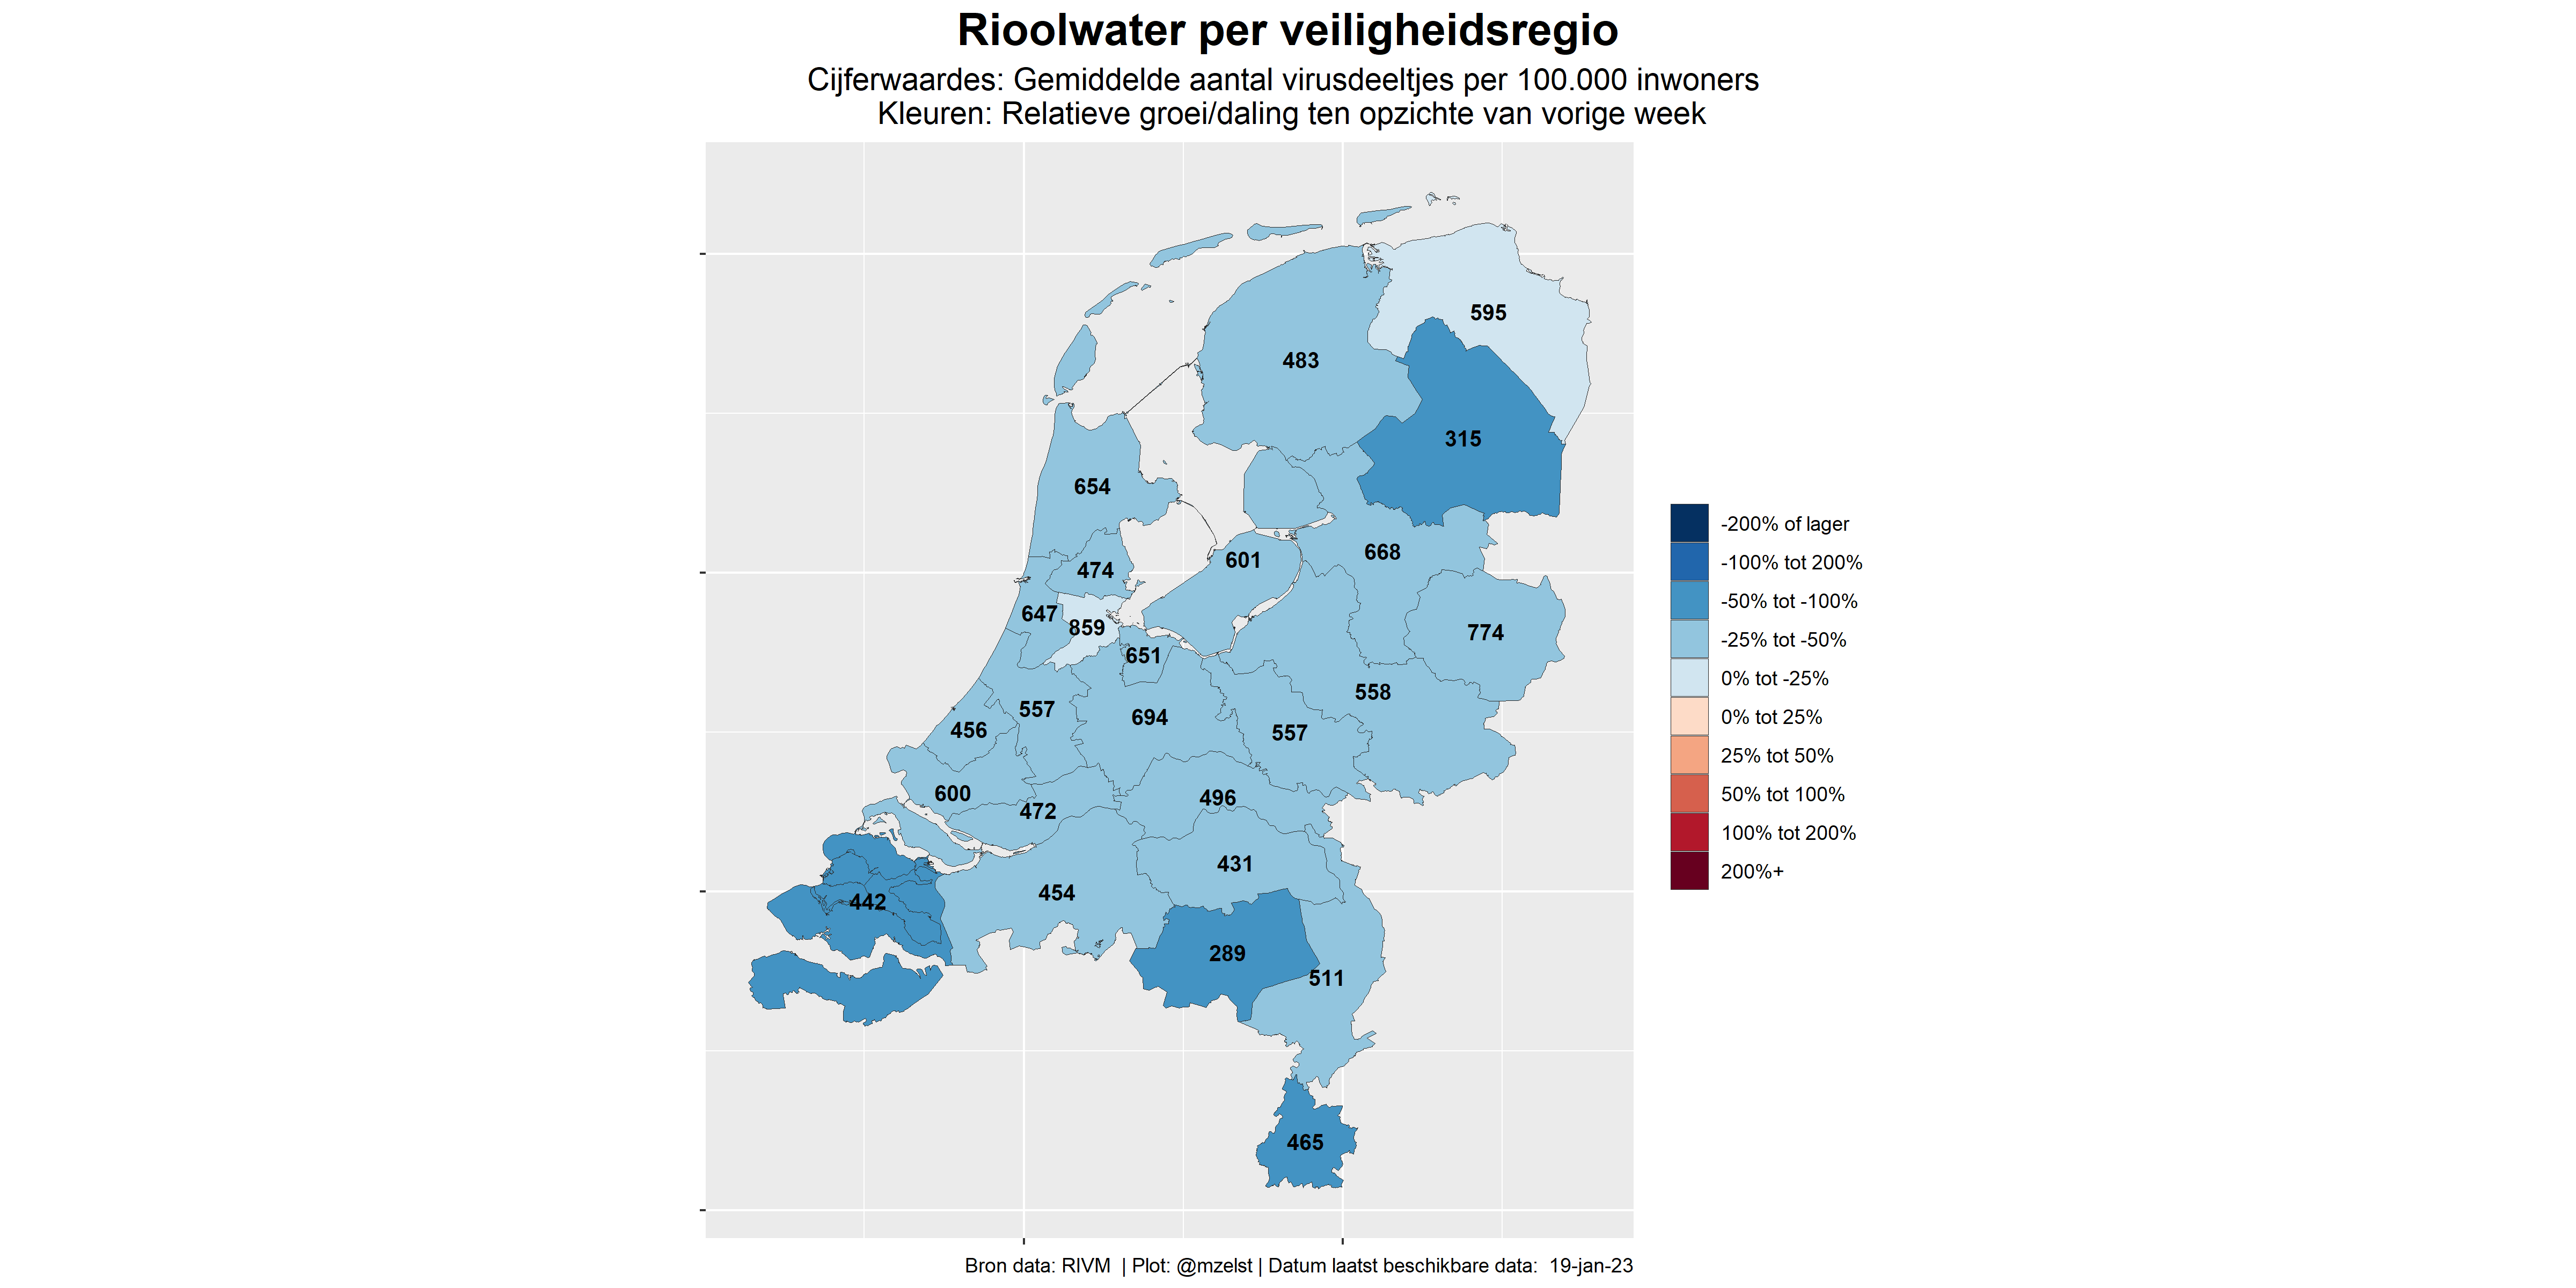 Rioolwater per veiligheidsregio
Cijferwaardes: Gemiddelde aantal virusdeeltjes per 100.000 inwoners
Kleuren: Relatieve groei/daling ten opzichte van vorige week
595
483
315
654
601
668
474
647
859
774
651
558
557
694
456
557
600
496
472
431
454
442
289
511
465
-200% of lager
-100% tot 200%
-50% tot -100%
-25% tot -50%
0% tot -25%
0% tot 25%
25% tot 50%
50% tot 100%
100% tot 200%
200%+
Bron data: RIVM | Plot: @mzelst | Datum laatst beschikbare data: 19-jan-23